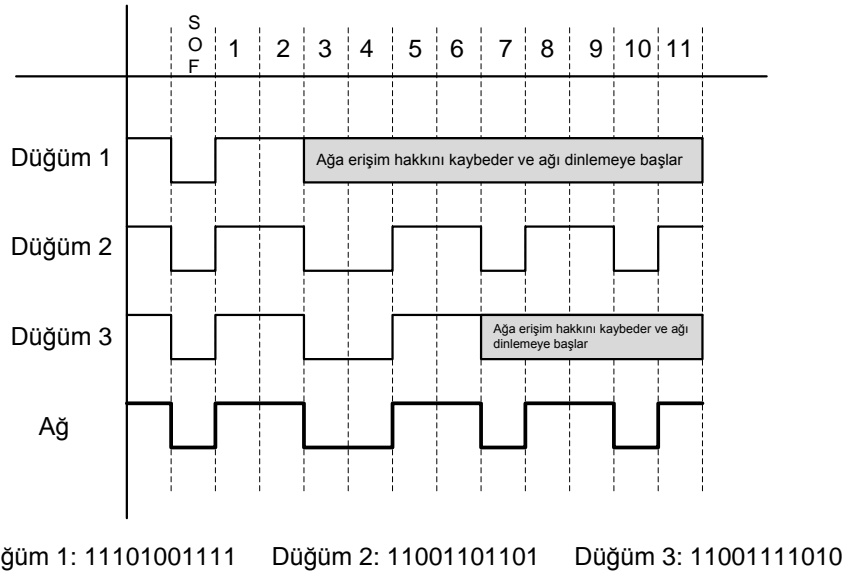 SOF 1 2 3 4 5 6 7 8 9 10 11
Düğüm 1
Ağa erişim hakkını kaybeder ve ağı dinlemeye başlar
Düğüm 2
Düğüm 3
Ağa erişim hakkını kaybeder ve ağı
dinlemeye başlar
Ağ
ğüm 1: 11101001111 Düğüm 2: 11001101101 Düğüm 3: 11001111010